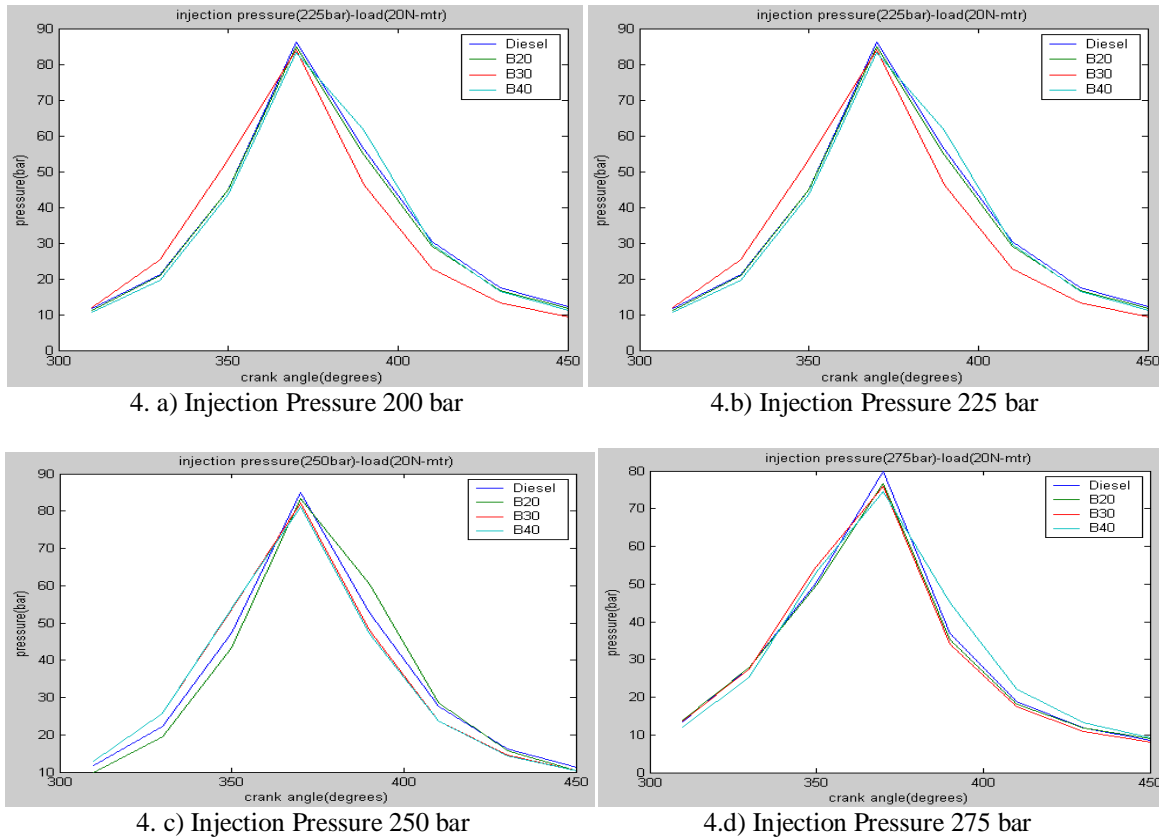 injection pressure(225bar)-load(20N-mtr)
90
80
70
60
50
40
30
20
10
0
pressure(bar)
300
350
400
450
crank angle(degrees)
Diesel
B20
B30
B40
4. a) Injection Pressure 200 bar
injection pressure(225bar)-load(20N-mtr)
90
80
70
60
50
40
30
20
10
0
pressure(bar)
300
350
400
450
crank angle(degrees)
Diesel
B20
B30
B40
4.b) Injection Pressure 225 bar
injection pressure(250bar)-load(20N-mtr)
90
80
70
60
50
40
30
20
10
pressure(bar)
300
350
400
450
crank angle(degrees)
Diesel
B20
B30
B40
4. c) Injection Pressure 250 bar
injection pressure(275bar)-load(20N-mtr)
80
70
60
50
40
30
20
10
0
pressure(bar)
300
350
400
450
crank angle(degrees)
Diesel
B20
B30
B40
4.d) Injection Pressure 275 bar